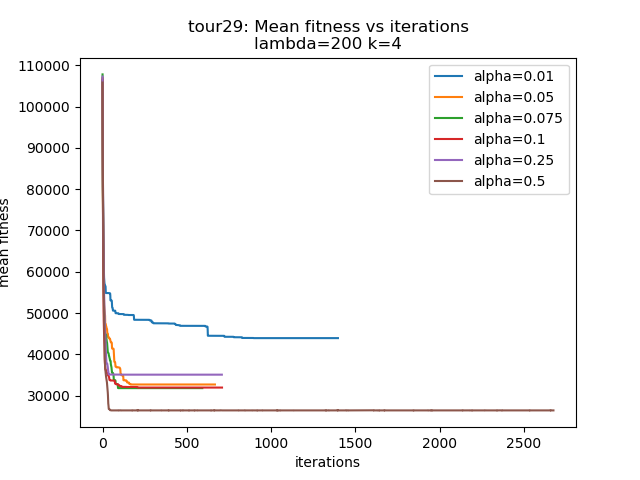 tour29: Mean fitness vs iterations
lambda=200 k=4
110000
100000
90000
80000
70000
60000
50000
40000
30000
mean fitness
alpha=0.01
alpha=0.05
alpha=0.075
alpha=0.1
alpha=0.25
alpha=0.5
0
500
1000
1500
2000
2500
iterations